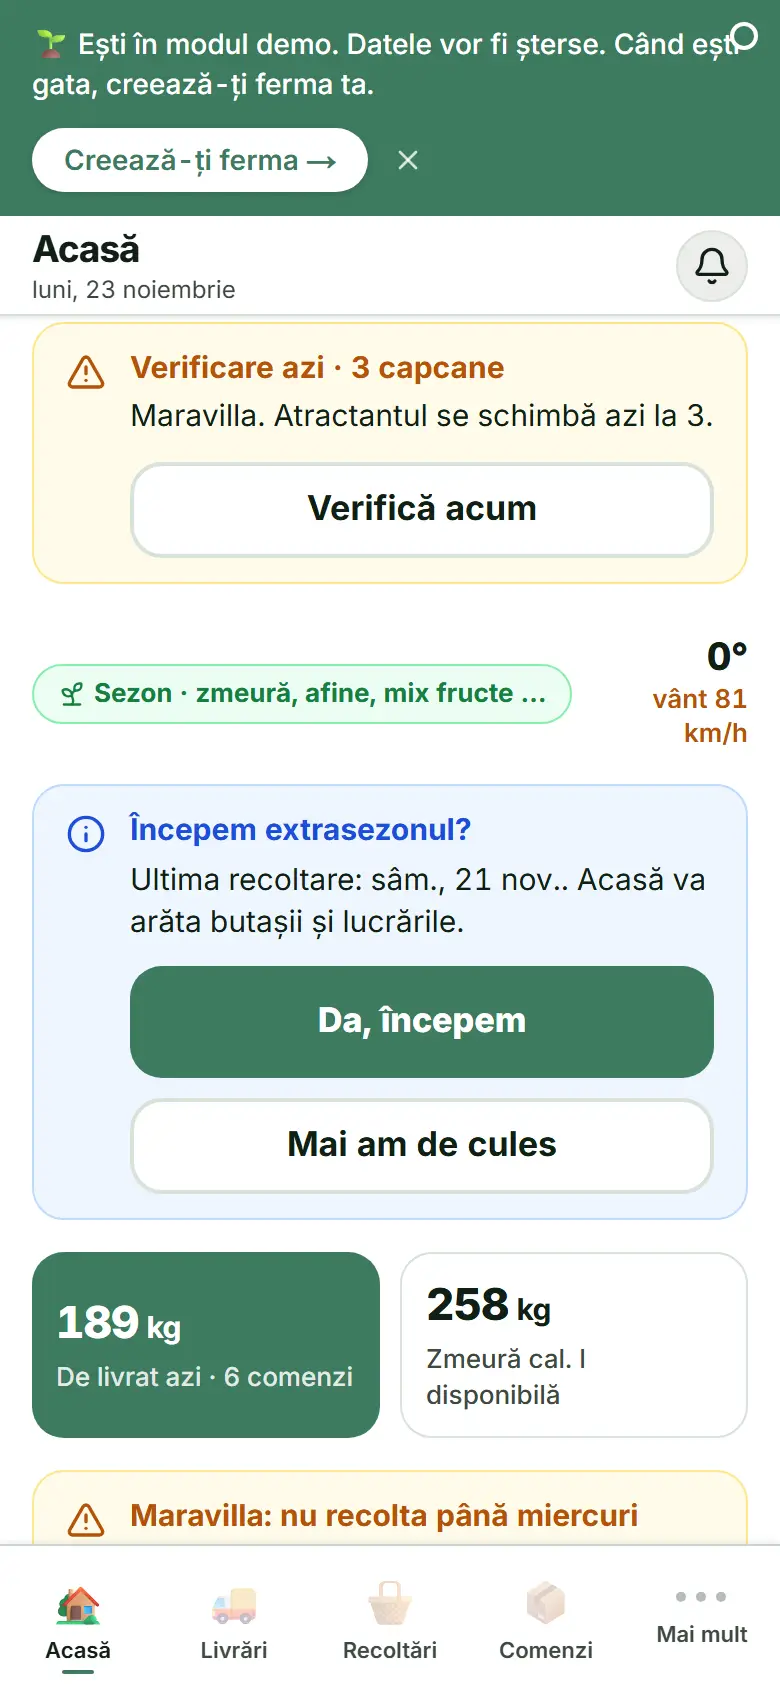 Ești în modul demo. Datele vor fi șterse. Când ești
gata, creează-ți ferma ta.
Creează-ți ferma →
Acasă
luni, 23 noiembrie
Verificare azi · 3 capcane
Maravilla. Atractantul se schimbă azi la 3.
Verifică acum
0°
Sezon · zmeură, afine, mix fructe ...
vânt 81
km/h
Începem extrasezonul?
Ultima recoltare: sâm., 21 nov.. Acasă va
arăta butașii și lucrările.
Da, începem
Mai am de cules
189 kg
De livrat azi · 6 comenzi
258 kg
Zmeură cal. I
disponibilă
Maravilla: nu recolta până miercuri
Acasă
Livrări
Recoltări
Comenzi
Mai mult